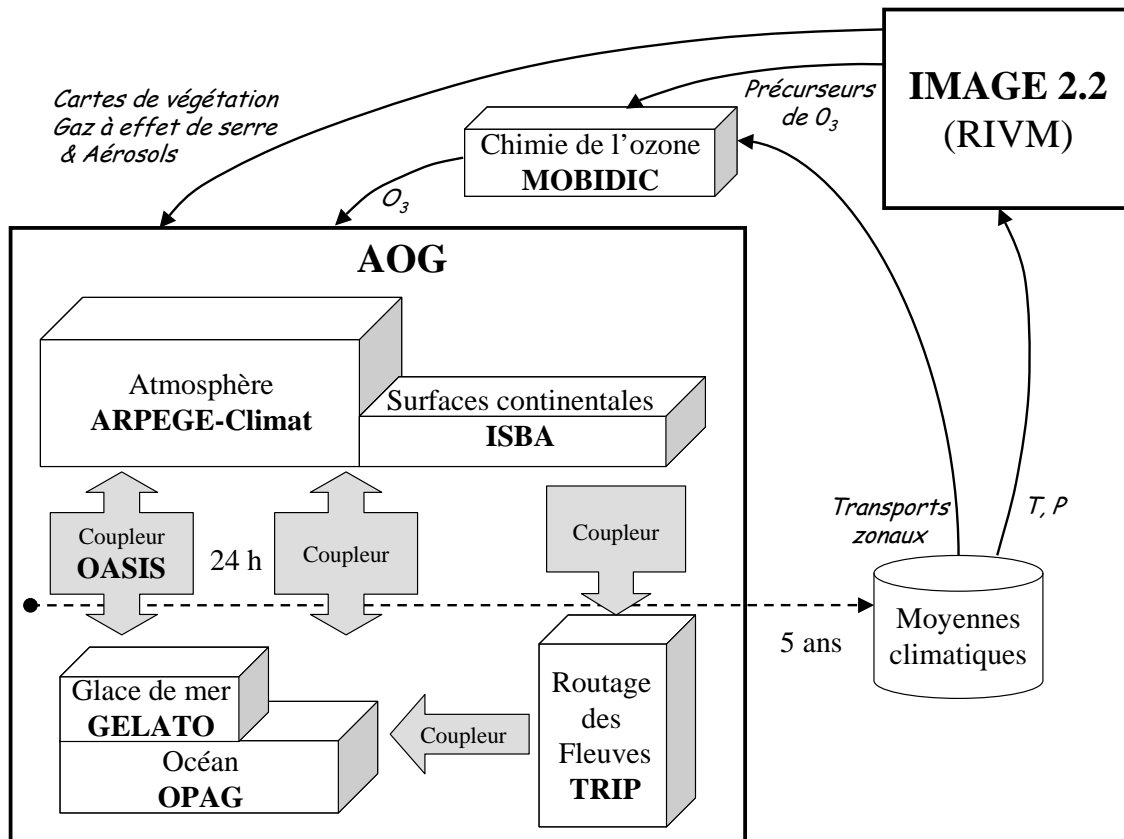 IMAGE 2.2
(RIVM)
Cartes de végétation
Gaz à effet de serre
& Aérosols
Précurseurs
de O₃
Chimie de l'ozone
MOBIDIC
O₃
AOG
Atmosphère
ARPEGE-Climat
Surfaces continentales
ISBA
Coupleur
OASIS
24 h
Coupleur
Coupleur
Transports
zonaux
T, P
Moyennes
climatiques
5 ans
Glace de mer
GELATO
Océan
OPAG
Coupleur
Routage
des
Fleuves
TRIP